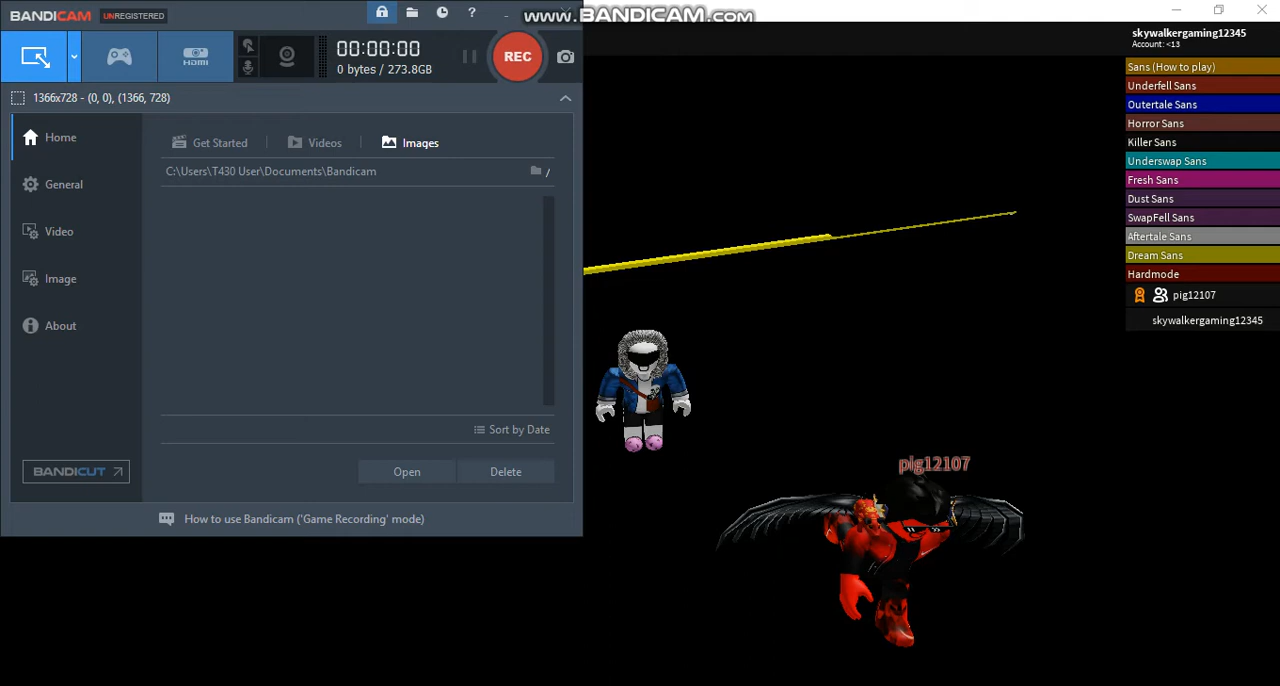 BANDICAM UNREGISTERED
?
www.BANDICAM.com
HDMI
00:00:00
0 bytes / 273.8GB
REC
1366x728 - (0, 0), (1366, 728)
Home
General
Video
Image
About
BANDICUT
Get Started
Videos
Images
C:\Users\T430 User\Documents\Bandicam
/
Sort by Date
Open
Delete
How to use Bandicam ('Game Recording' mode)
skywalkergaming12345
Account: <13
Sans (How to play)
Underfell Sans
Outertale Sans
Horror Sans
Killer Sans
Underswap Sans
Fresh Sans
Dust Sans
SwapFell Sans
Aftertale Sans
Dream Sans
Hardmode
pig12107
skywalkergaming12345
pig12107